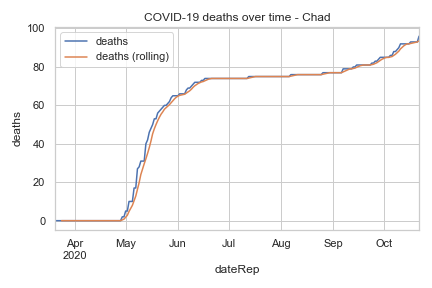 COVID-19 deaths over time - Chad
deaths
deaths (rolling)
100
80
60
40
20
0
deaths
Apr
2020
May
Jun
Jul
Aug
Sep
Oct
dateRep